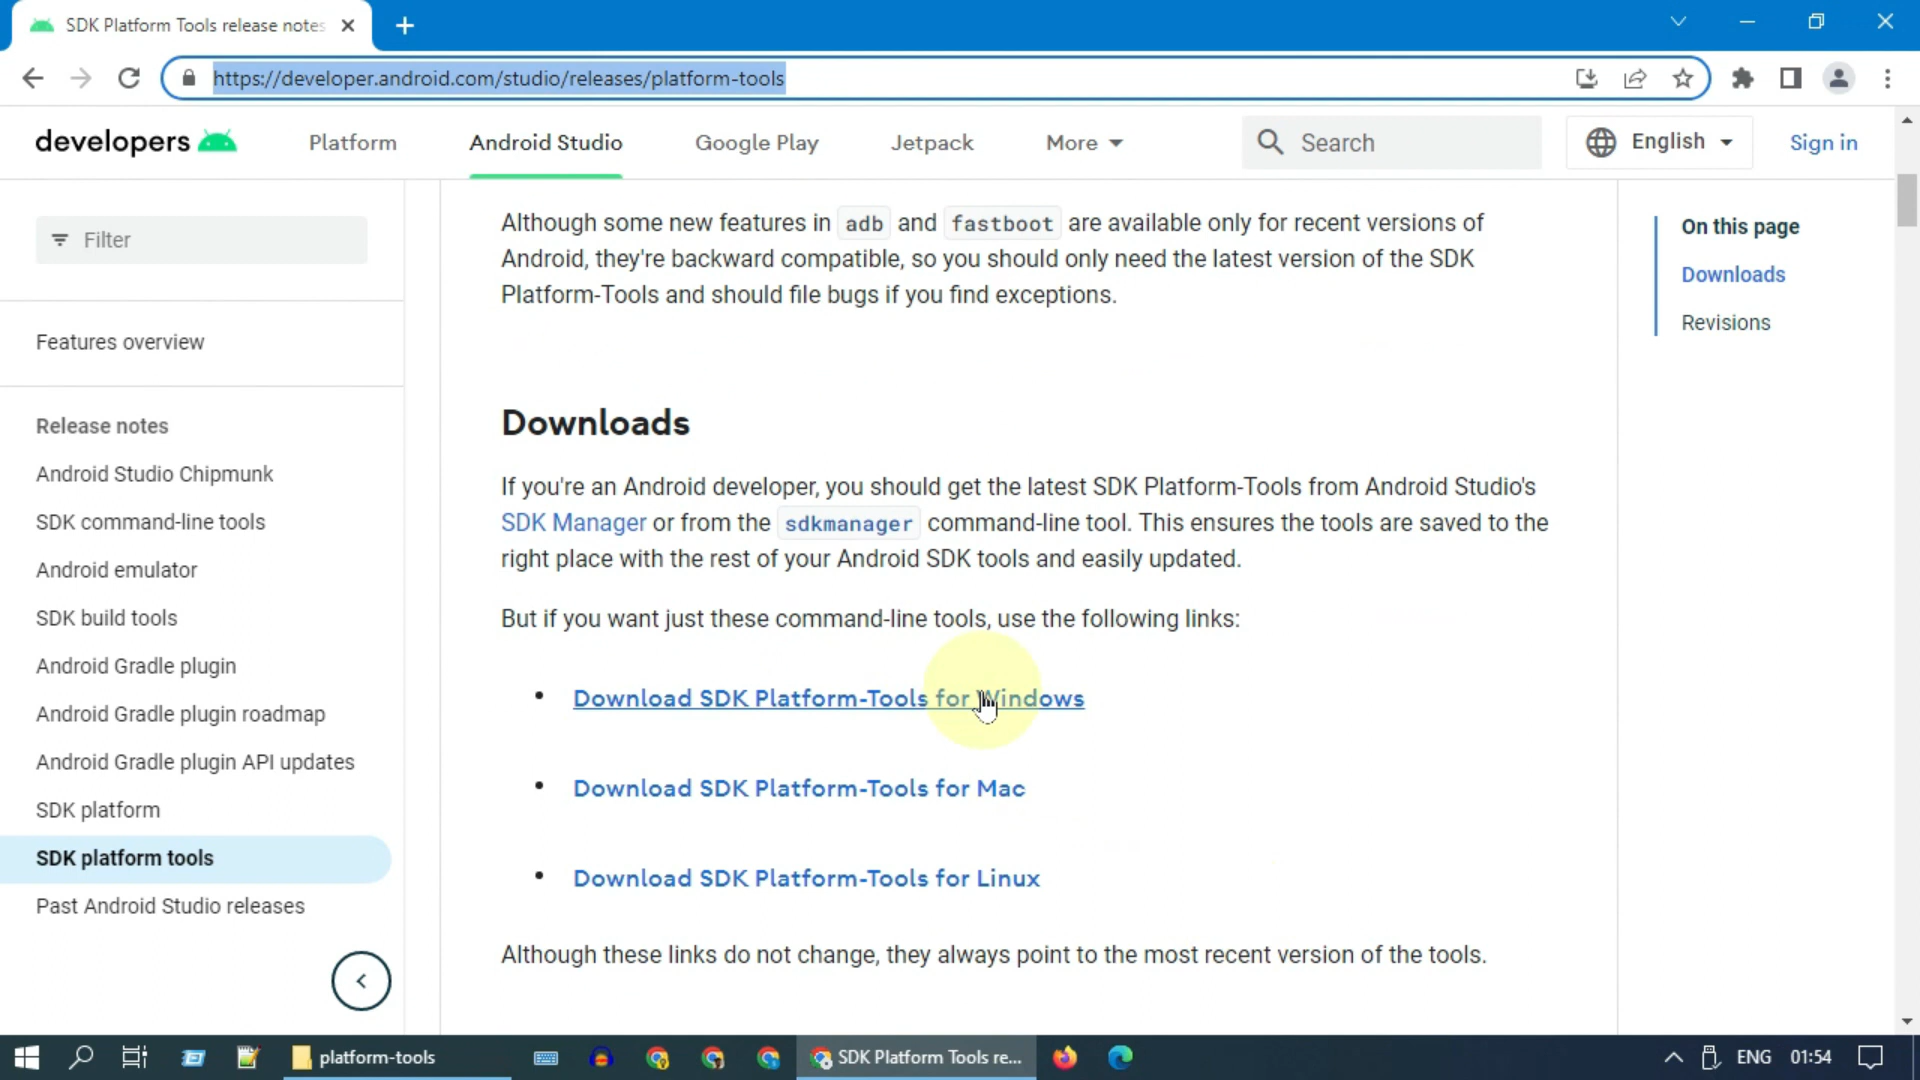 SDK Platform Tools release notes
https://developer.android.com/studio/releases/platform-tools
developers
Platform
Android Studio
Google Play
Jetpack
More
Search
English
Sign in
Filter
Features overview
Release notes
Android Studio Chipmunk
SDK command-line tools
Android emulator
SDK build tools
Android Gradle plugin
Android Gradle plugin roadmap
Android Gradle plugin API updates
SDK platform
SDK platform tools
Past Android Studio releases
Although some new features in adb and fastboot are available only for recent versions of
Android, they're backward compatible, so you should only need the latest version of the SDK
Platform-Tools and should file bugs if you find exceptions.
Downloads
If you're an Android developer, you should get the latest SDK Platform-Tools from Android Studio's
SDK Manager or from the sdkmanager command-line tool. This ensures the tools are saved to the
right place with the rest of your Android SDK tools and easily updated.
But if you want just these command-line tools, use the following links:
• Download SDK Platform-Tools for Windows
• Download SDK Platform-Tools for Mac
• Download SDK Platform-Tools for Linux
Although these links do not change, they always point to the most recent version of the tools.
On this page
Downloads
Revisions
platform-tools
SDK Platform Tools re...
ENG
01:54